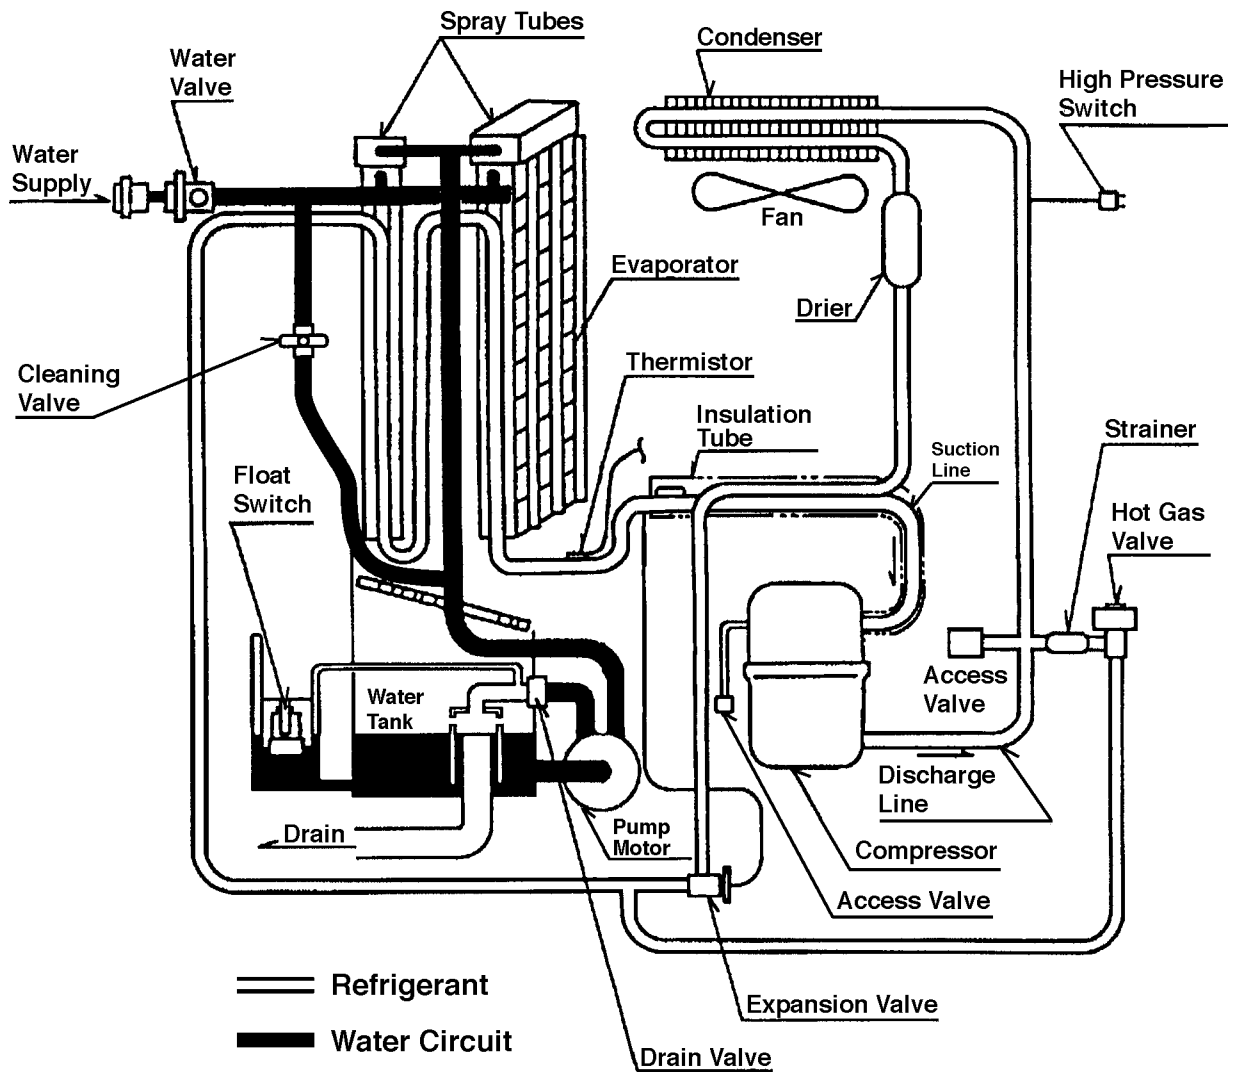 Spray Tubes
Condenser
Water
Valve
High Pressure
Switch
Water
Supply
Fan
Evaporator
Drier
Thermistor
Cleaning
Valve
Insulation
Tube
Strainer
Suction
Line
Float
Switch
Hot Gas
Valve
Access
Valve
Water
Tank
Discharge
Line
Drain
Pump
Motor
Compressor
Access Valve
Refrigerant
Expansion Valve
Water Circuit
Drain Valve